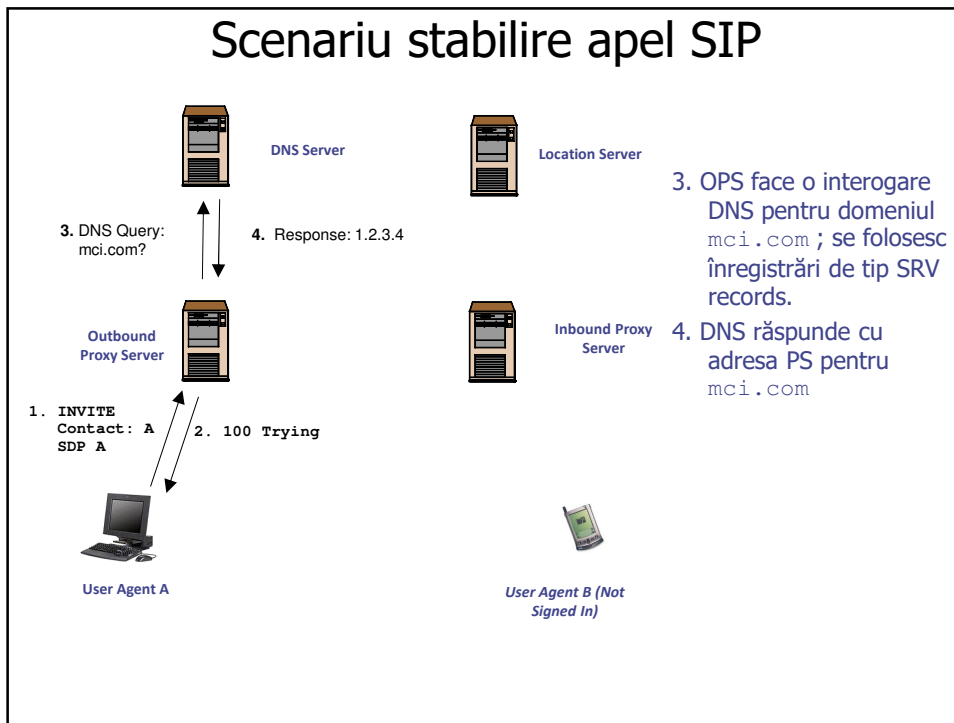 Scenariu stabilire apel SIP
DNS Server
Location Server
3. DNS Query:
mci.com?
4. Response: 1.2.3.4
Outbound
Proxy Server
Inbound Proxy
Server
1. INVITE
Contact: A
SDP A
2. 100 Trying
User Agent A
User Agent B (Not
Signed In)
3. OPS face o interogare
DNS pentru domeniul
mci.com ; se folosesc
înregistrări de tip SRV
records.
4. DNS răspunde cu
adresa PS pentru
mci.com